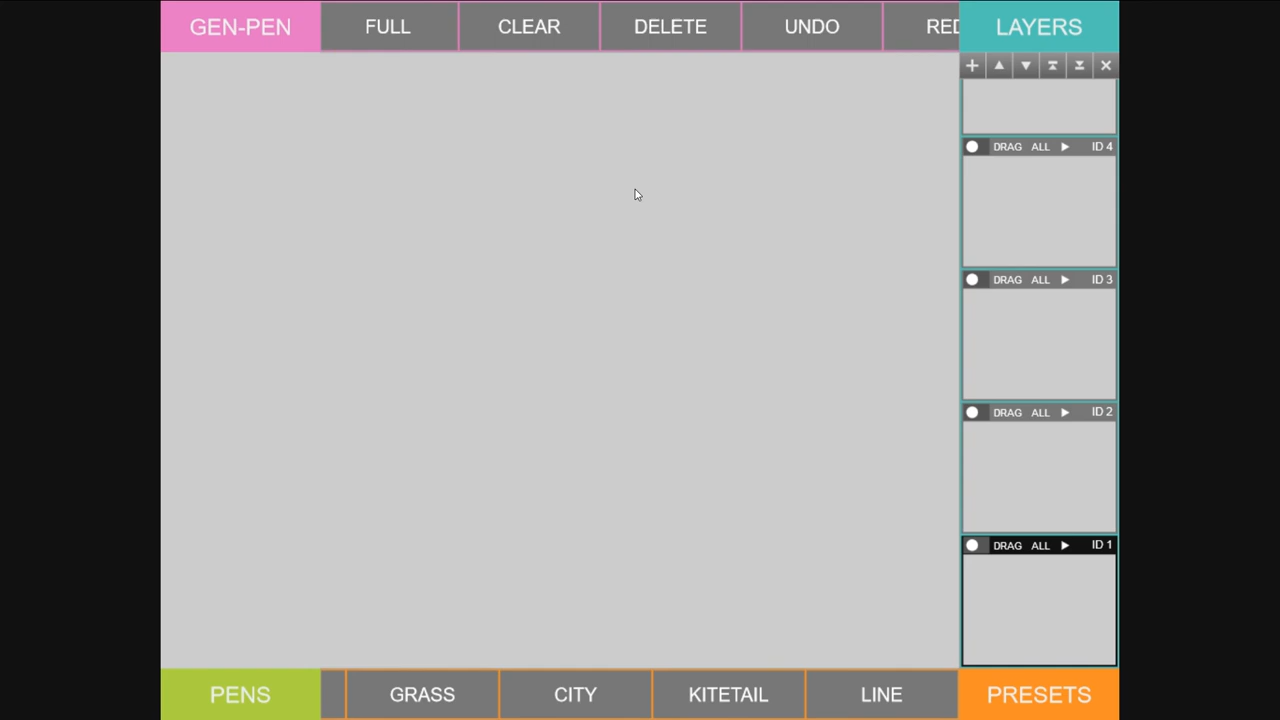 GEN-PEN FULL CLEAR DELETE UNDO RED LAYERS
DRAG ALL ID 4
DRAG ALL ID 3
DRAG ALL ID 2
DRAG ALL ID 1
PENS GRASS CITY KITETAIL LINE PRESETS